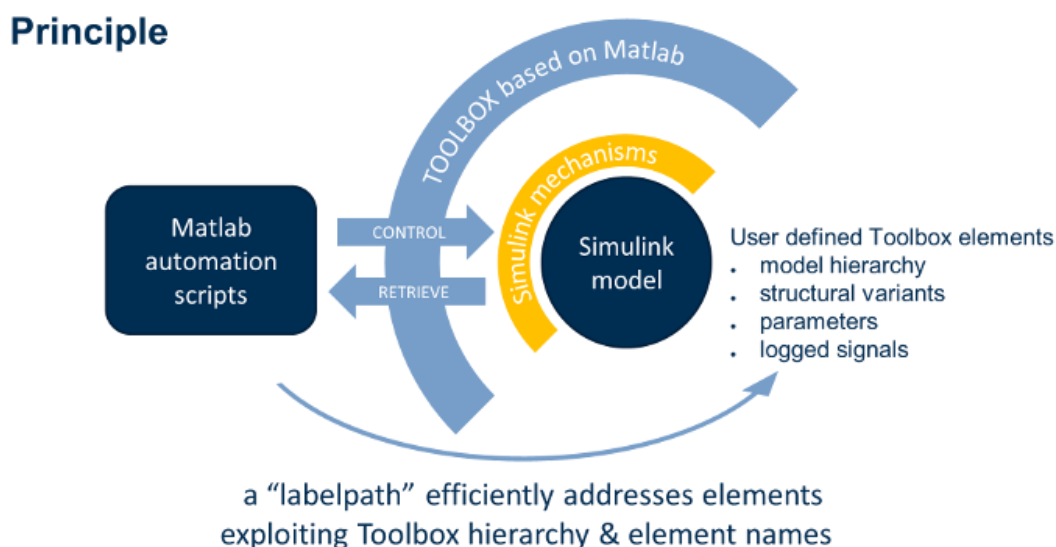 Principle
TOOLBOX based on Matlab
Simulink mechanisms
Matlab
automation
scripts
CONTROL
RETRIEVE
Simulink
model
User defined Toolbox elements
• model hierarchy
• structural variants
• parameters
• logged signals
a “labelpath” efficiently addresses elements
exploiting Toolbox hierarchy & element names